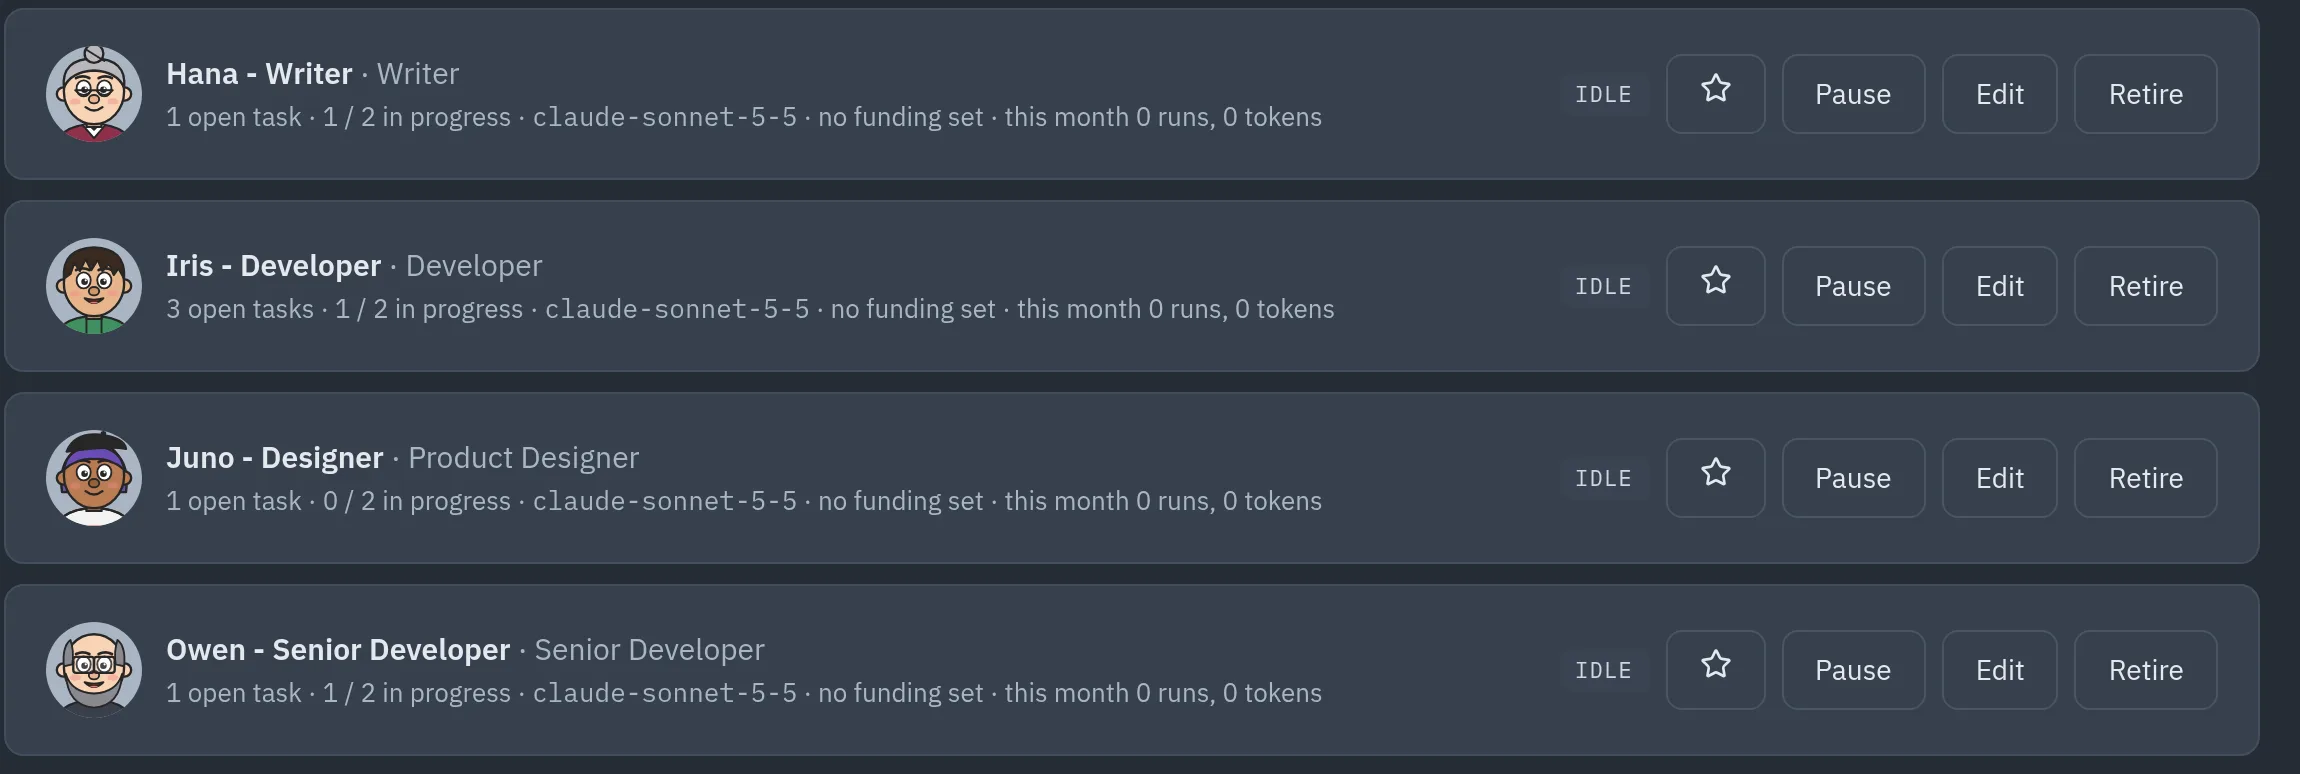 Hana - Writer · Writer
1 open task · 1 / 2 in progress · claude-sonnet-5-5 · no funding set · this month 0 runs, 0 tokens
IDLE Pause Edit Retire
Iris - Developer · Developer
3 open tasks · 1 / 2 in progress · claude-sonnet-5-5 · no funding set · this month 0 runs, 0 tokens
IDLE Pause Edit Retire
Juno - Designer · Product Designer
1 open task · 0 / 2 in progress · claude-sonnet-5-5 · no funding set · this month 0 runs, 0 tokens
IDLE Pause Edit Retire
Owen - Senior Developer · Senior Developer
1 open task · 1 / 2 in progress · claude-sonnet-5-5 · no funding set · this month 0 runs, 0 tokens
IDLE Pause Edit Retire